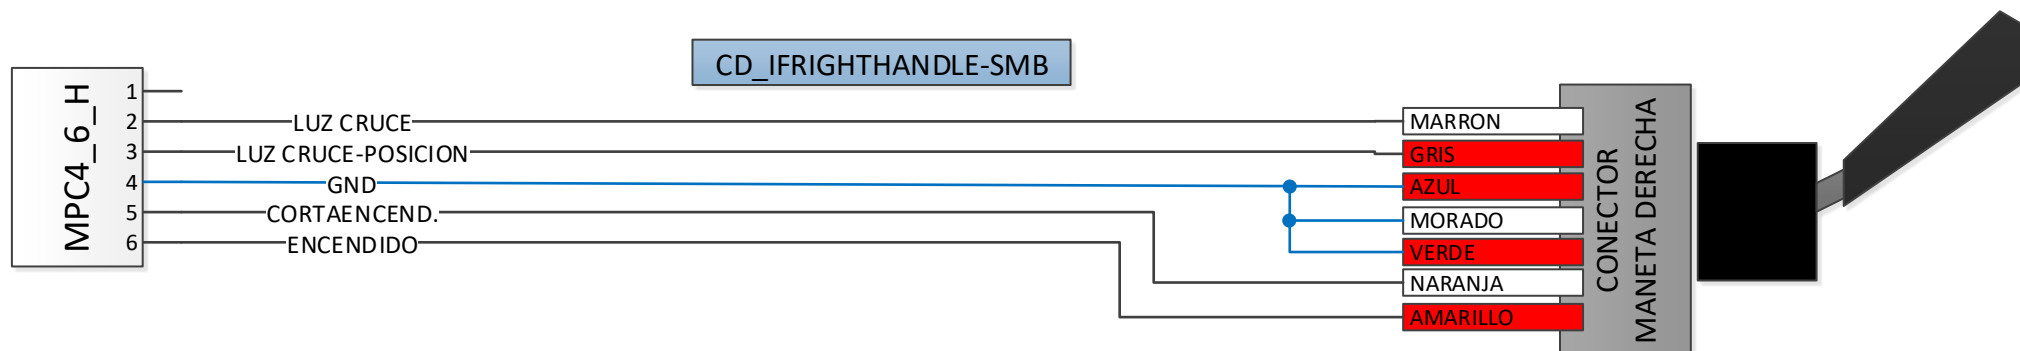 CD_IFRIGHTHANDLE-SMB
MPC4_6_H
1
2
3
4
5
6
LUZ CRUCE
LUZ CRUCE-POSICION
GND
CORTAENCEND.
ENCENDIDO
MARRON
GRIS
AZUL
MORADO
VERDE
NARANJA
AMARILLO
CONECTOR
MANETA DERECHA